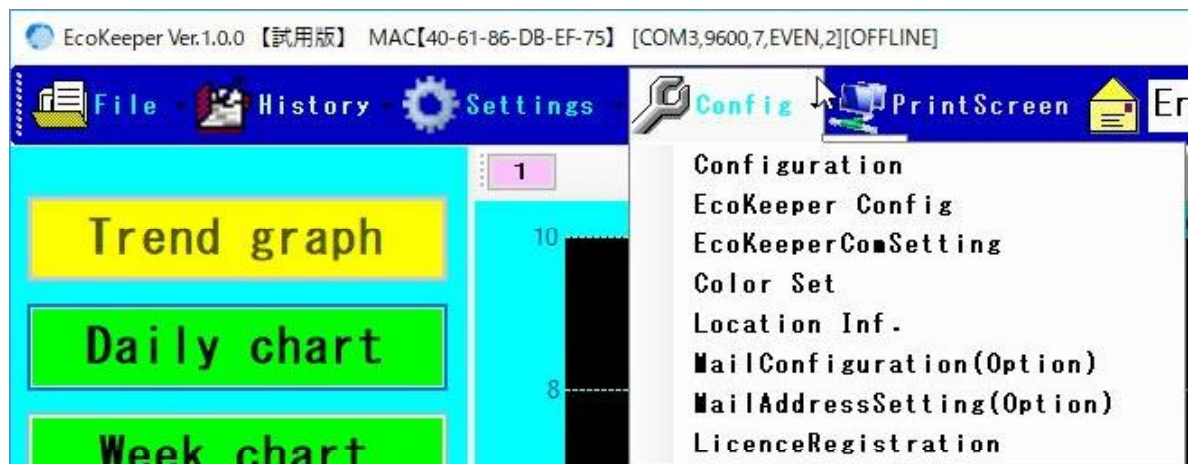 EcoKeeper Ver.1.0.0 【試用版】 MAC【40-61-86-DB-EF-75】 [COM3,9600,7,EVEN,2][OFFLINE]
File History Settings Config PrintScreen Er
1
Configuration
EcoKeeper Config
EcoKeeperComSetting
Color Set
Location Inf.
MailConfiguration(Option)
MailAddressSetting(Option)
LicenceRegistration
Trend graph
Daily chart
Week chart
10
8